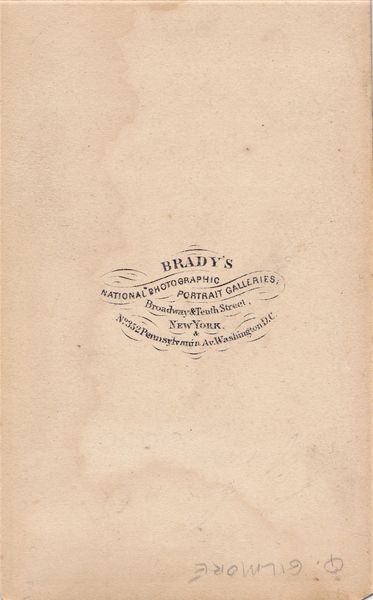 BRADY'S
NATIONAL PHOTOGRAPHIC PORTRAIT GALLERIES,
Broadway & Tenth Street,
NEW YORK.
&
No. 352 Pennsylvania Av. Washington D.C.
Q. GILMORE